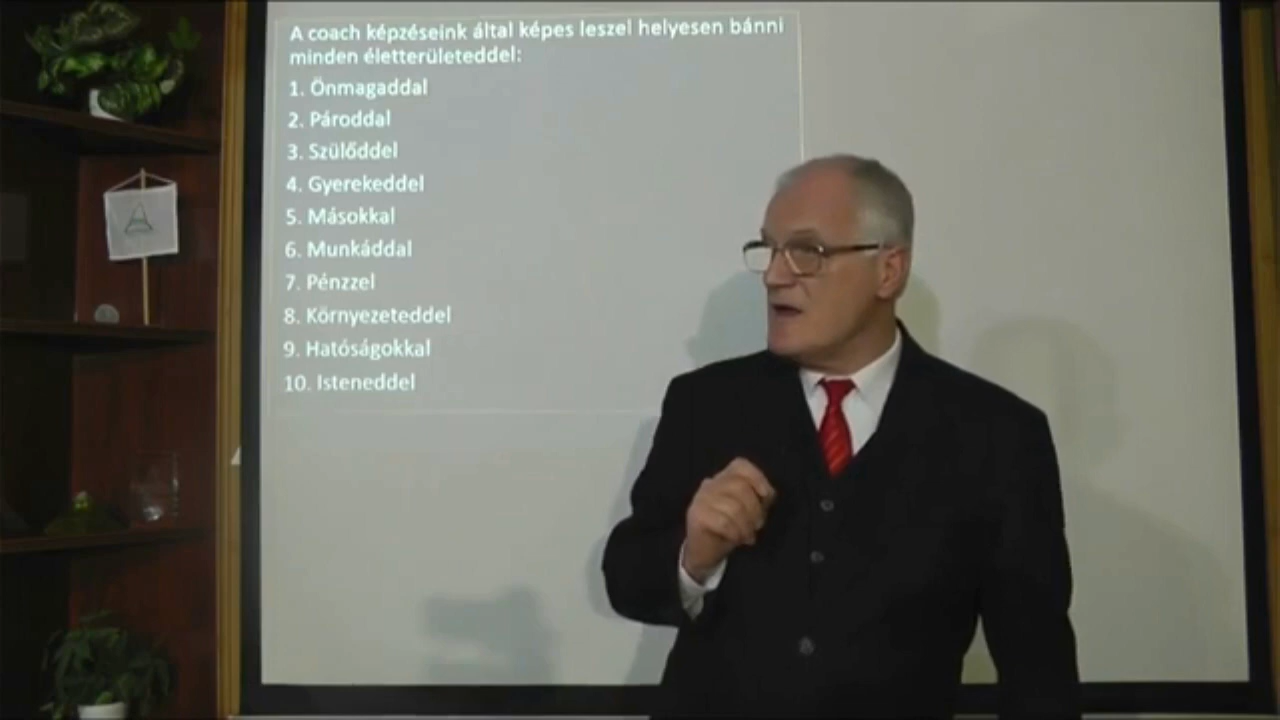 A coach képzéseink által képes leszel helyesen bánni
minden életterületeddel:
1. Önmagaddal
2. Pároddal
3. Szülőddel
4. Gyerekeddel
5. Másokkal
6. Munkáddal
7. Pénzzel
8. Környezeteddel
9. Hatóságokkal
10. Isteneddel